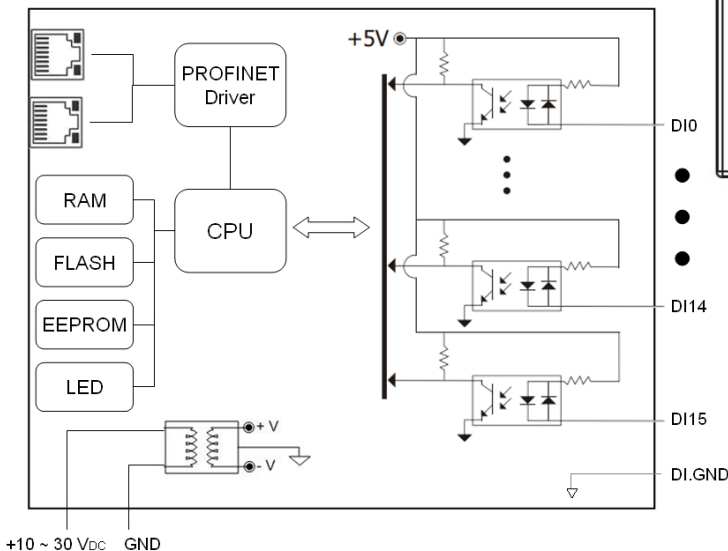 +5V
PROFINET
Driver
DI0
RAM
CPU
FLASH
DI14
EEPROM
LED
DI15
+ V
- V
DI.GND
+10 ~ 30 VDC GND